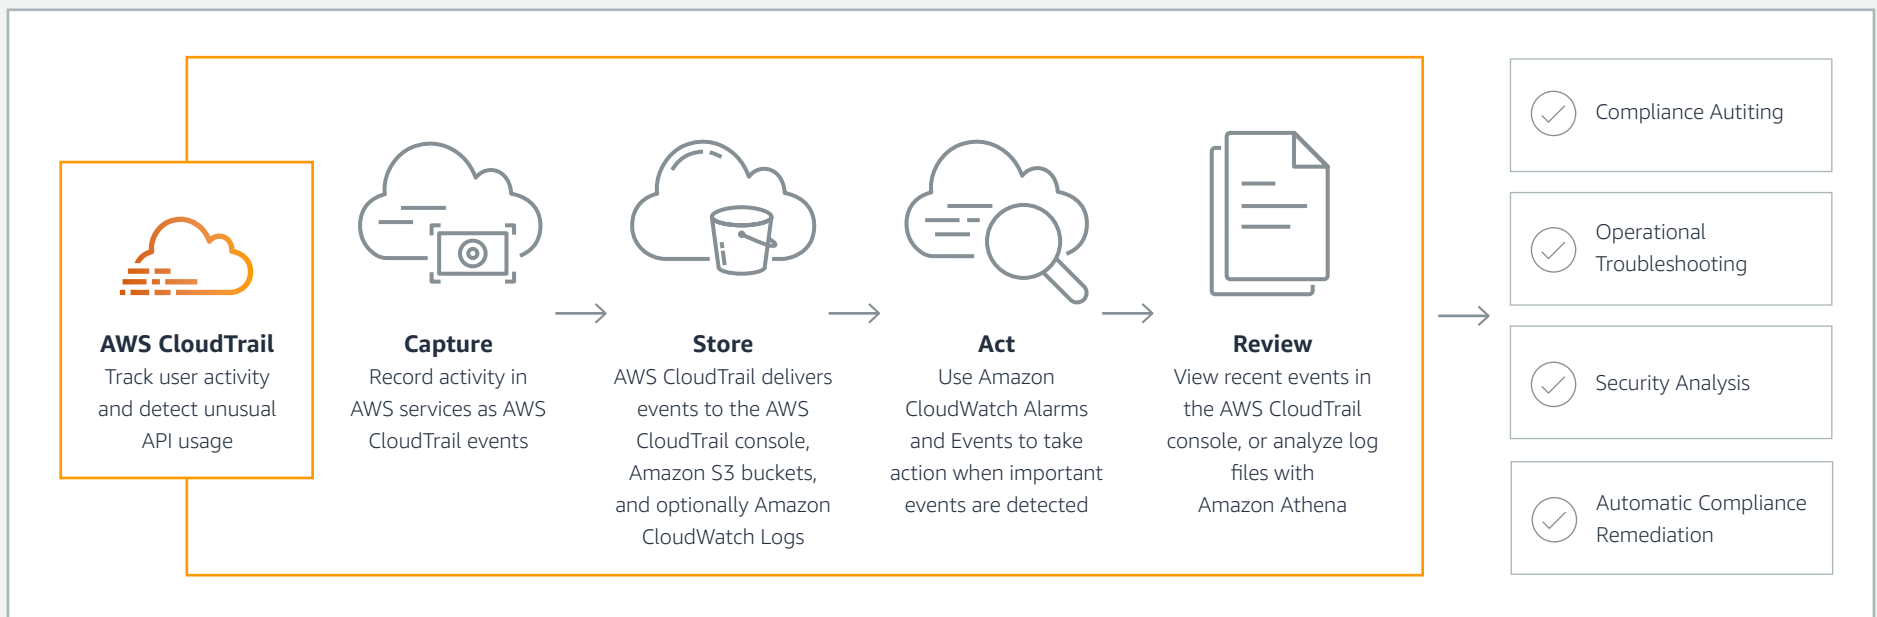 AWS CloudTrail
Track user activity
and detect unusual
API usage
Capture
Record activity in
AWS services as AWS
CloudTrail events
Store
AWS CloudTrail delivers
events to the AWS
CloudTrail console,
Amazon S3 buckets,
and optionally Amazon
CloudWatch Logs
Act
Use Amazon
CloudWatch Alarms
and Events to take
action when important
events are detected
Review
View recent events in
the AWS CloudTrail
console, or analyze log
files with
Amazon Athena
Compliance Autiting
Operational
Troubleshooting
Security Analysis
Automatic Compliance
Remediation